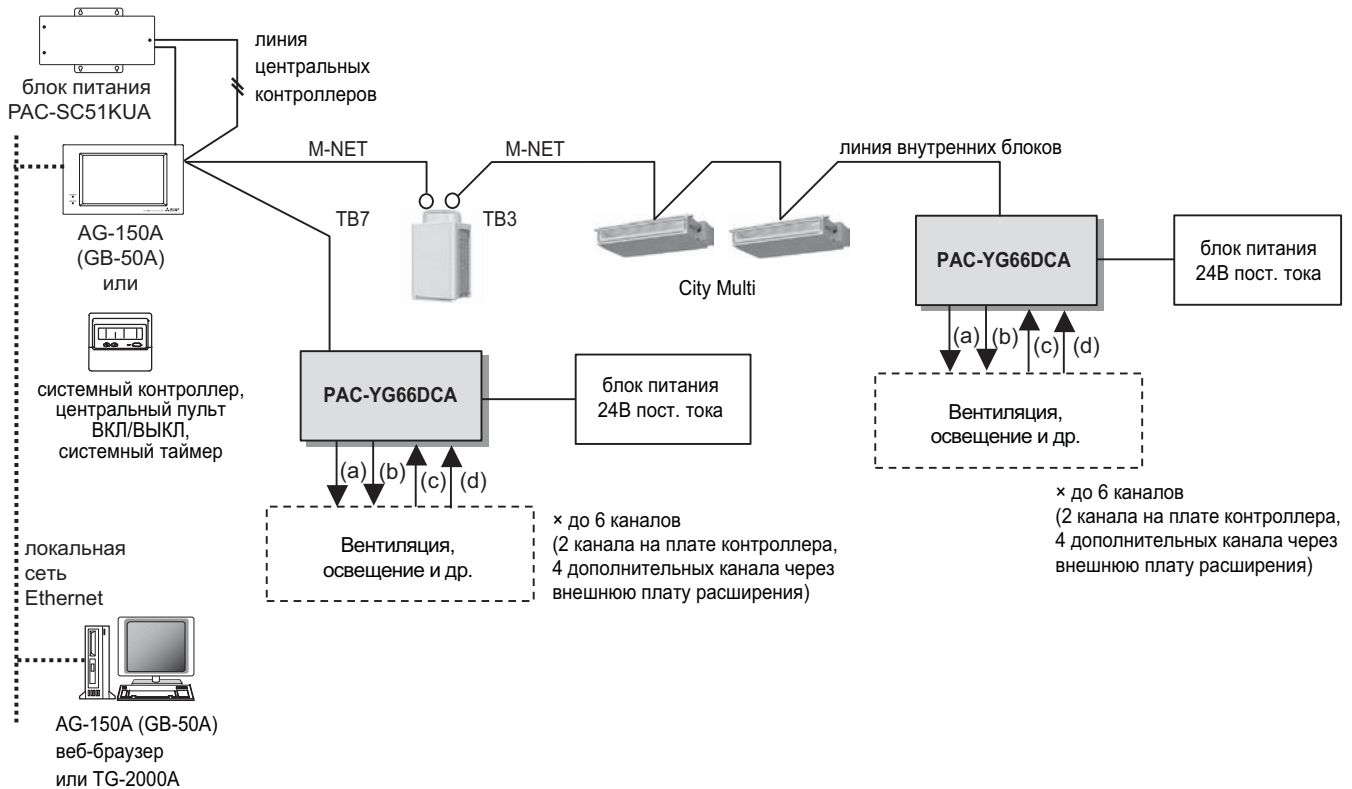 линия
центральных
контроллеров
блок питания
PAC-SC51KUA
M-NET
M-NET
линия внутренних блоков
TB7
TB3
AG-150A
(GB-50A)
или
City Multi
PAC-YG66DCA
блок питания
24В пост. тока
(a)
(b)
(c)
(d)
Вентиляция,
освещение и др.
× до 6 каналов
(2 канала на плате контроллера,
4 дополнительных канала через
внешнюю плату расширения)
системный контроллер,
центральный пульт
ВКЛ/ВЫКЛ,
системный таймер
PAC-YG66DCA
блок питания
24В пост. тока
(a)
(b)
(c)
(d)
Вентиляция,
освещение и др.
× до 6 каналов
(2 канала на плате контроллера,
4 дополнительных канала через
внешнюю плату расширения)
локальная
сеть
Ethernet
AG-150A (GB-50A)
веб-браузер
или TG-2000A